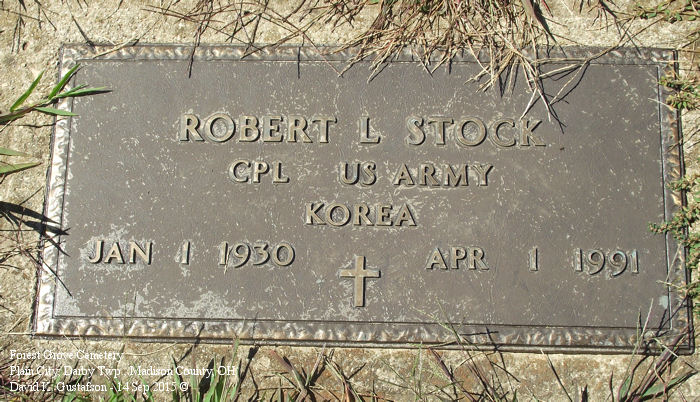 ROBERT L STOCK
CPL US ARMY
KOREA
JAN 1 1930 APR 1 1991
Forest Grove Cemetery
Plain City, Darby Twp., Madison County, OH
David K. Gustafson - 14 Sep 2015 ©